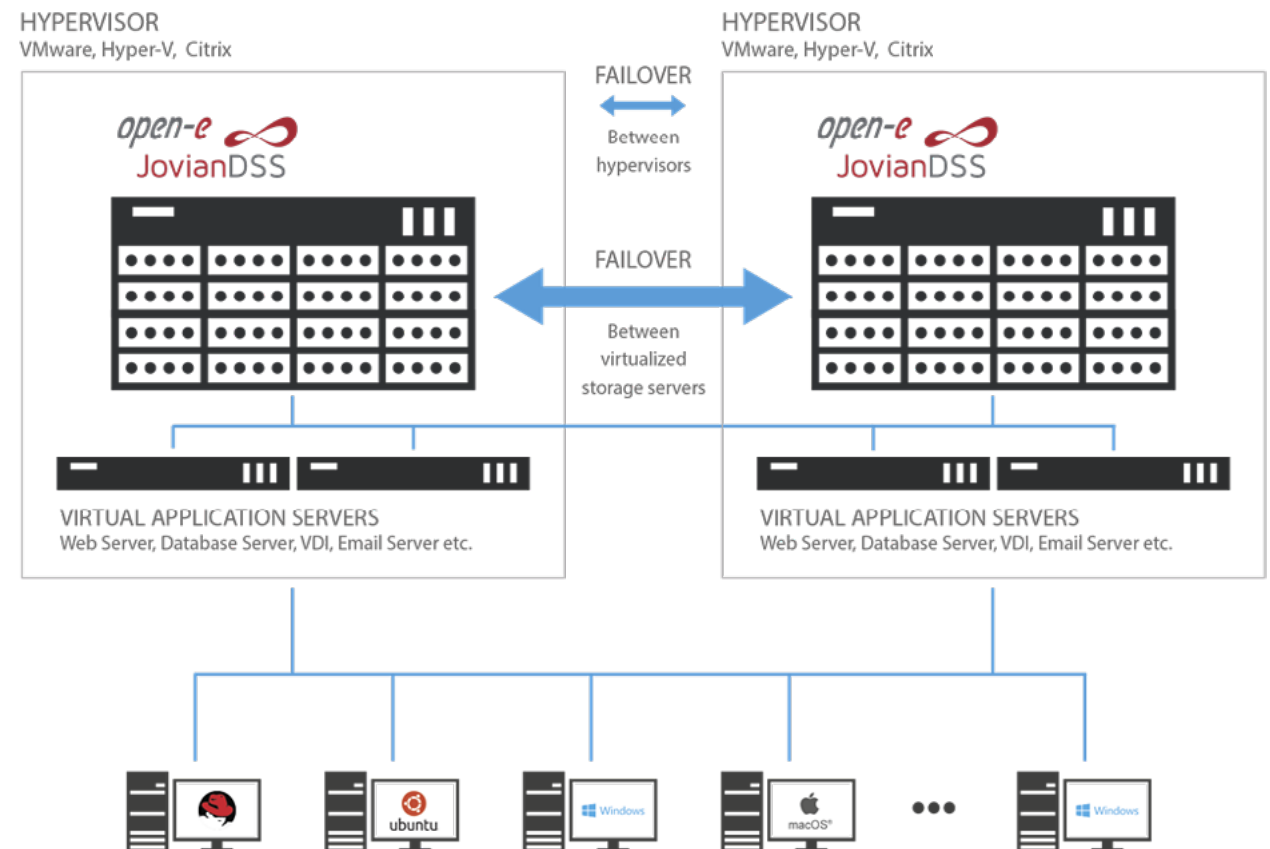 HYPERVISOR
VMware, Hyper-V, Citrix
HYPERVISOR
VMware, Hyper-V, Citrix
FAILOVER
Between
hypervisors
open-e
JovianDSS
open-e
JovianDSS
FAILOVER
Between
virtualized
storage servers
VIRTUAL APPLICATION SERVERS
Web Server, Database Server, VDI, Email Server etc.
VIRTUAL APPLICATION SERVERS
Web Server, Database Server, VDI, Email Server etc.
ubuntu
Windows
macOS®
Windows